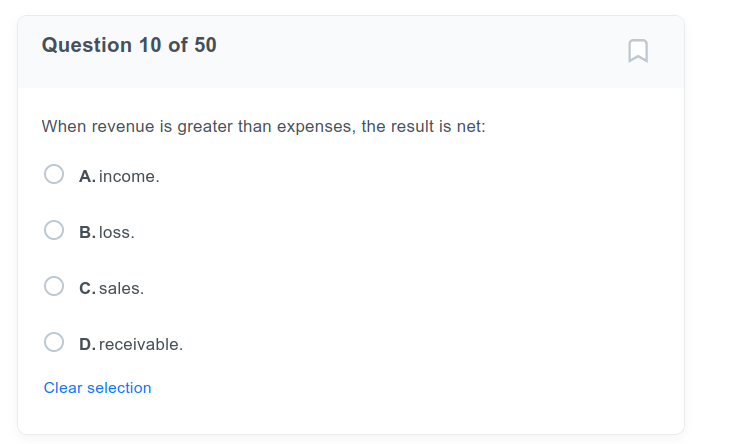 Question 10 of 50
When revenue is greater than expenses, the result is net:
A. income.
B. loss.
C. sales.
D. receivable.
Clear selection